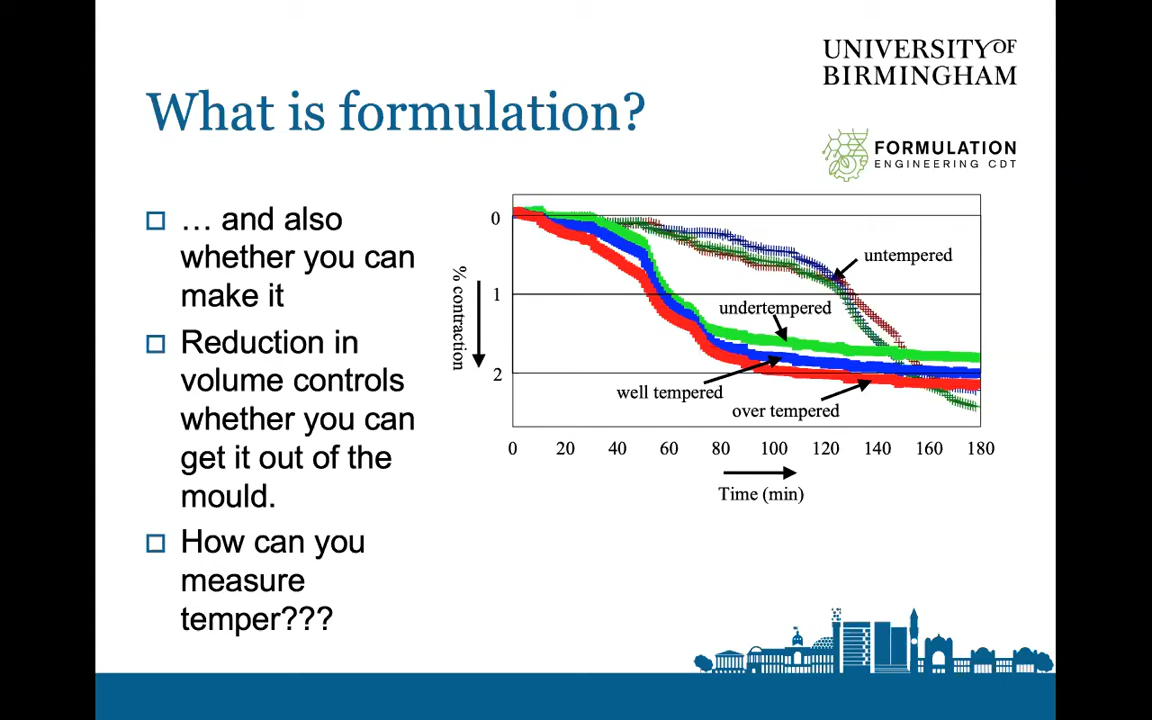 UNIVERSITY OF
BIRMINGHAM
What is formulation?
FORMULATION
ENGINEERING CDT
… and also
whether you can
make it
Reduction in
volume controls
whether you can
get it out of the
mould.
How can you
measure
temper???
% contraction
0
1
2
untempered
undertempered
well tempered
over tempered
0 20 40 60 80 100 120 140 160 180
Time (min)